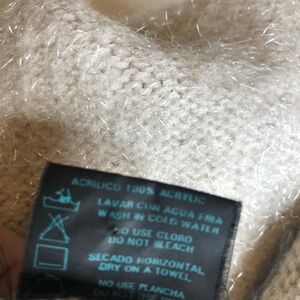 ACRILICO 100% ACRYLIC
LAVAR CON AGUA FRIA
WASH IN COLD WATER
NO USE CLORO
DO NOT BLEACH
SECADO HORIZONTAL
DRY ON A TOWEL
NO USE PLANCHA